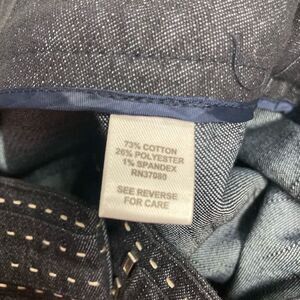 73% COTTON
26% POLYESTER
1% SPANDEX
RN37080
SEE REVERSE
FOR CARE